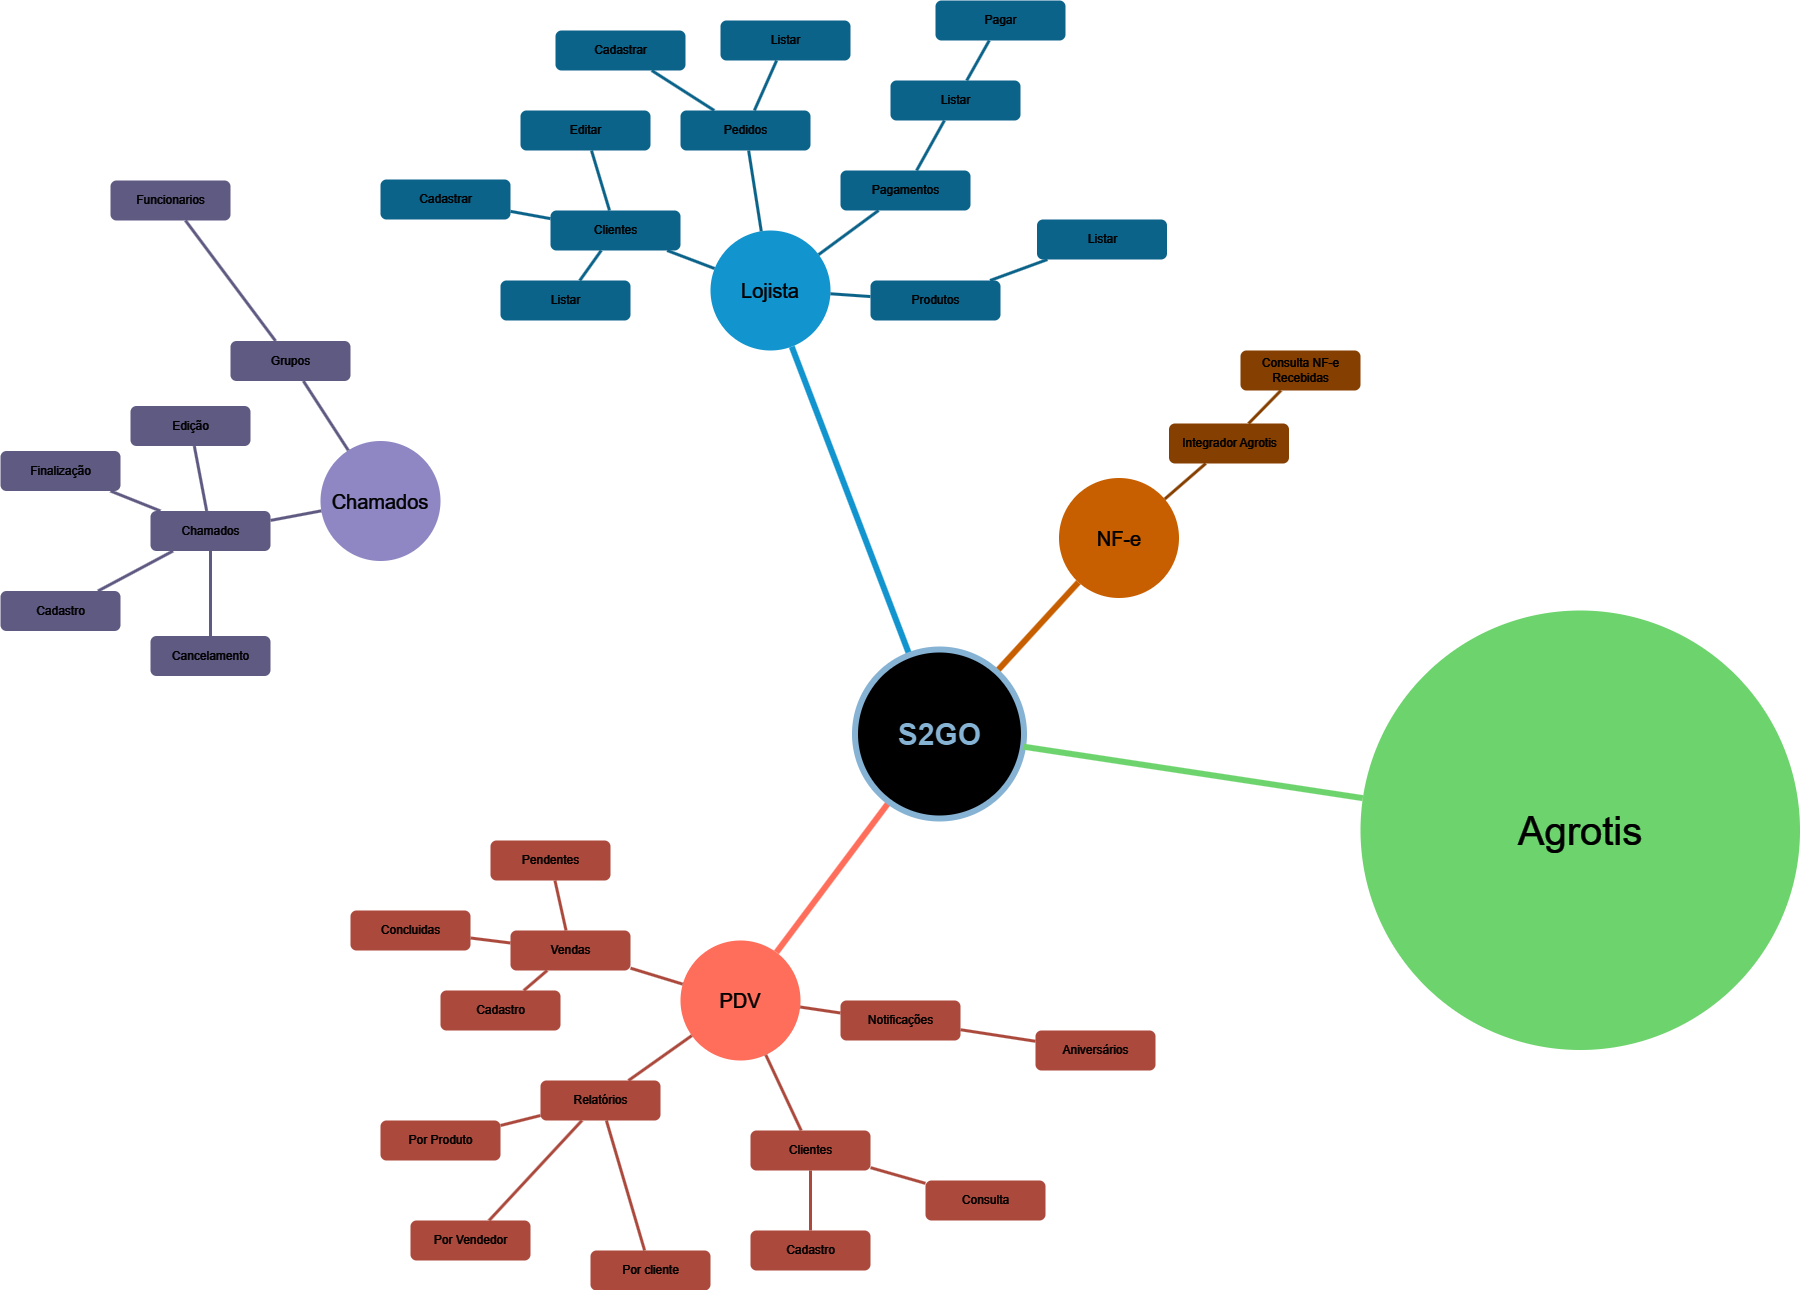 Pagar
Listar
Cadastrar
Listar
Editar
Pedidos
Pagamentos
Cadastrar
Clientes
Listar
Lojista
Produtos
Listar
Funcionarios
Grupos
Edição
Finalização
Chamados
Chamados
Cadastro
Cancelamento
Consulta NF-e
Recebidas
Integrador Agrotis
NF-e
S2GO
Agrotis
Pendentes
Concluidas
Vendas
Cadastro
PDV
Notificações
Aniversários
Relatórios
Por Produto
Por Vendedor
Por cliente
Clientes
Consulta
Cadastro